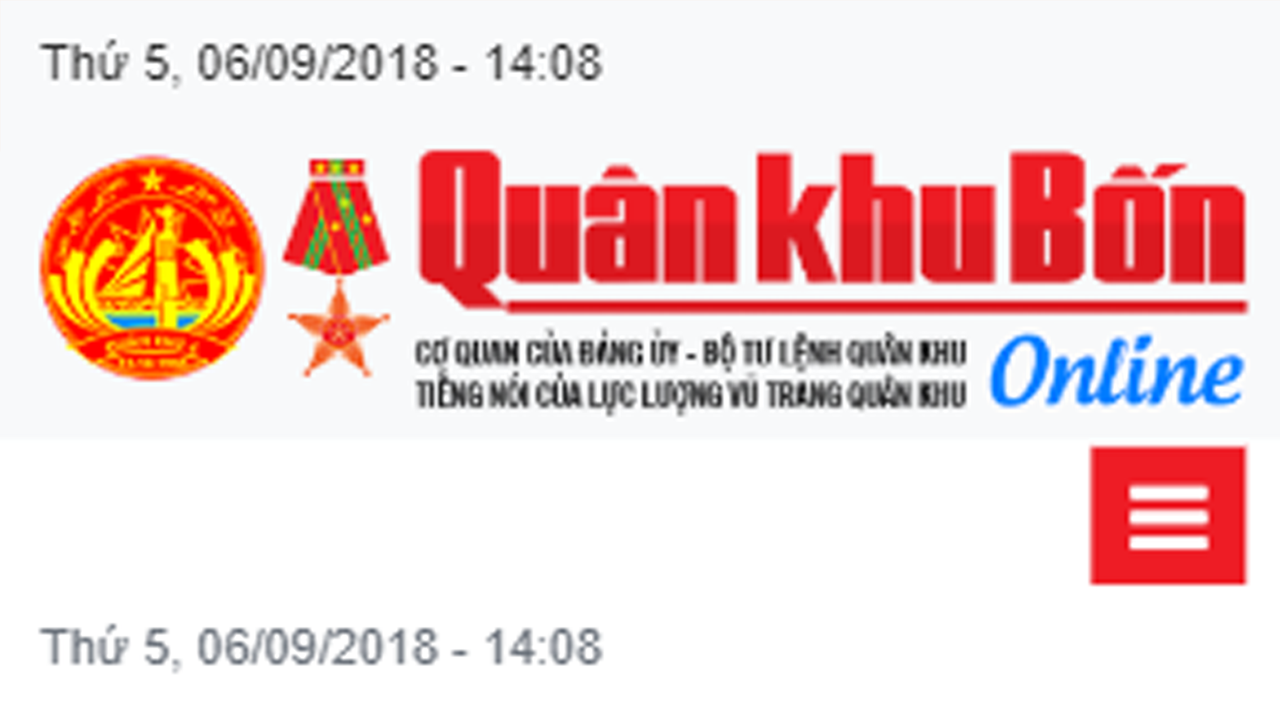 Thứ 5, 06/09/2018 - 14:08
Quân khu Bốn
CƠ QUAN CỦA ĐẢNG ỦY - BỘ TƯ LỆNH QUÂN KHU
TIẾNG NÓI CỦA LỰC LƯỢNG VŨ TRANG QUÂN KHU
Online
Thứ 5, 06/09/2018 - 14:08